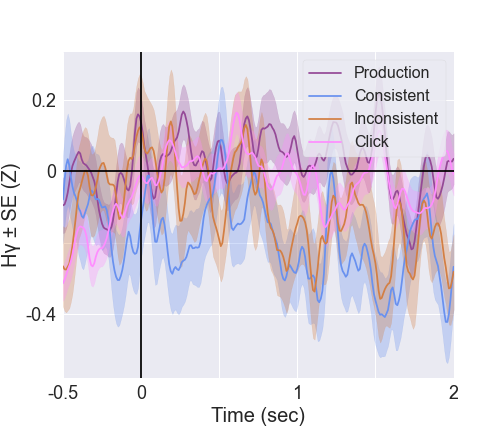 Production
Consistent
Inconsistent
Click
0.2
0
-0.4
Hγ ± SE (Z)
-0.5 0 1 2
Time (sec)